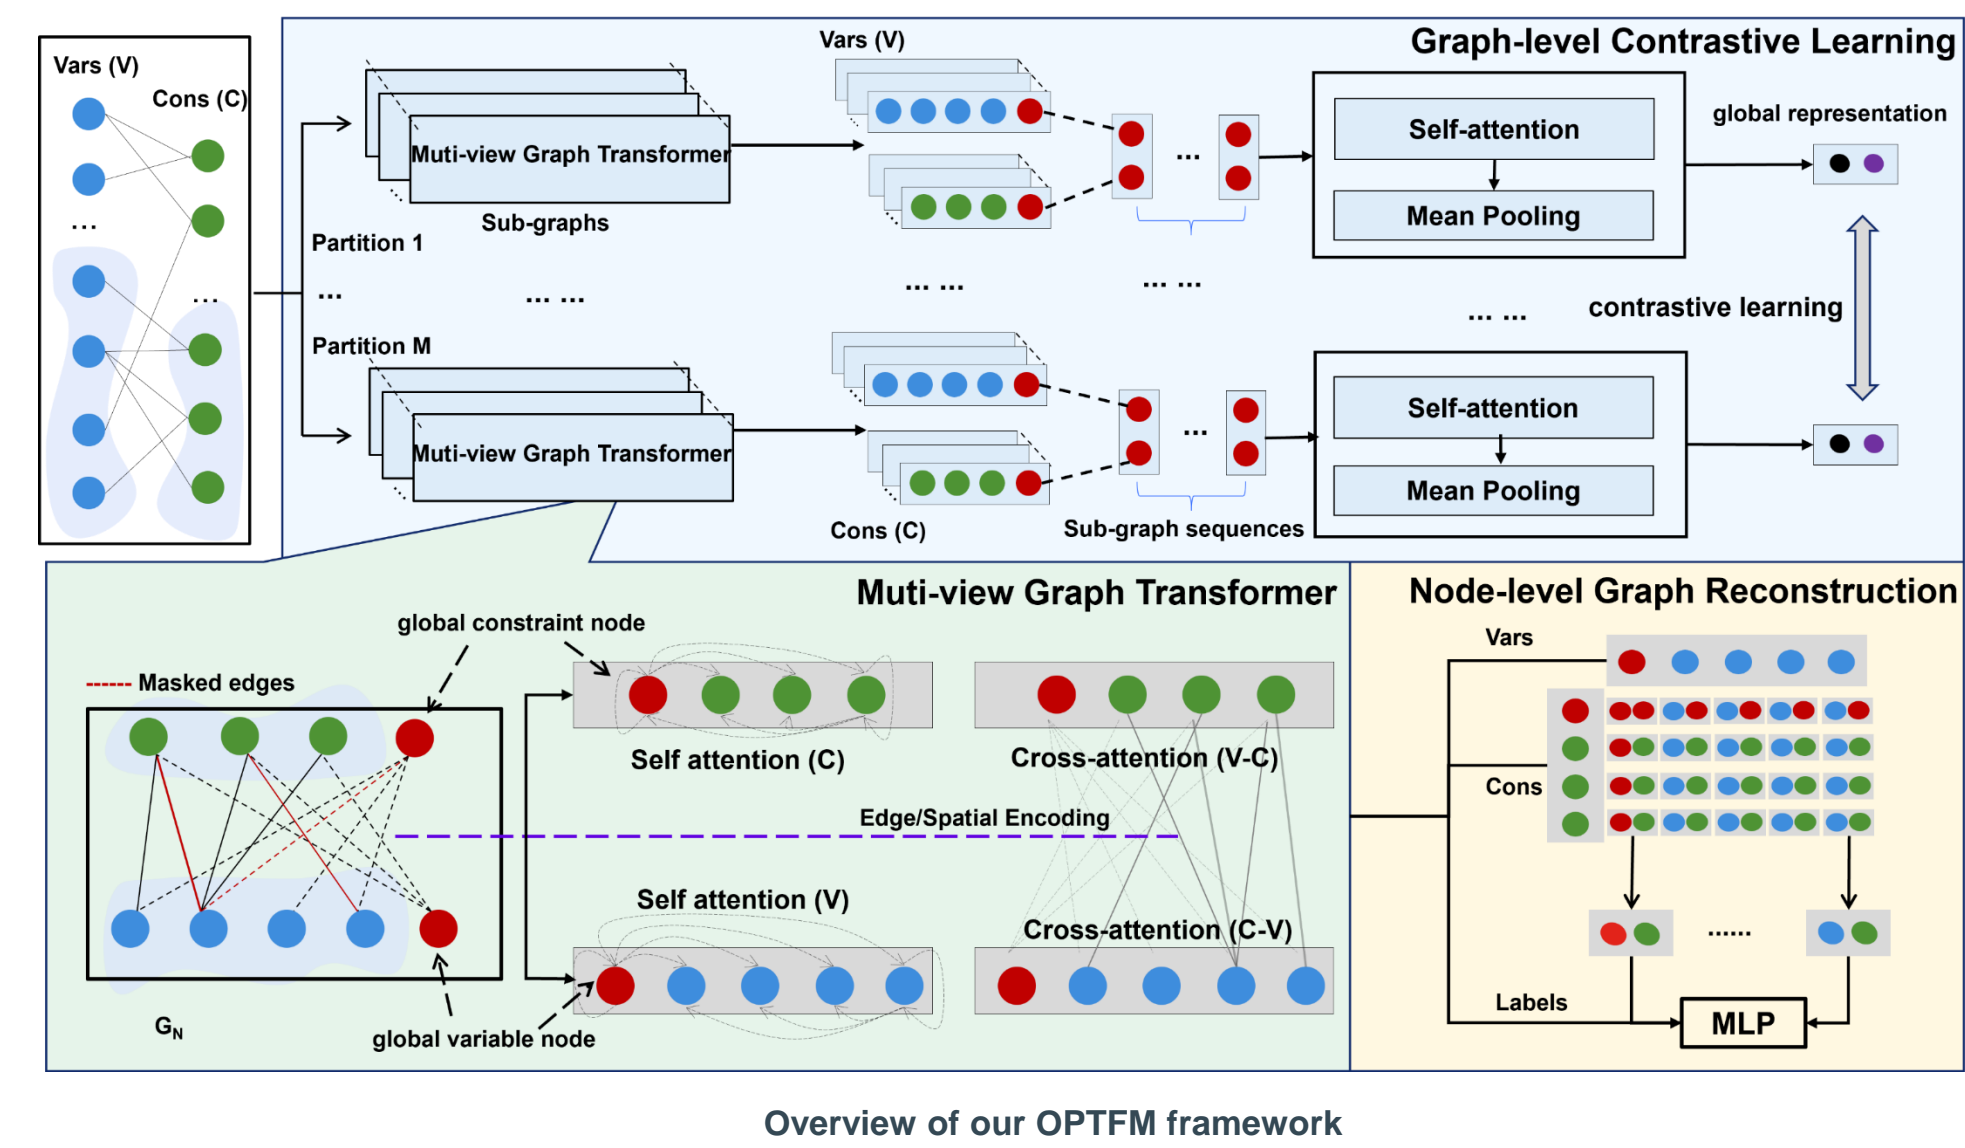 Vars (V)
Cons (C)
...
...
Graph-level Contrastive Learning
Vars (V)
Muti-view Graph Transformer
Sub-graphs
Partition 1
...
... ...
Partition M
Muti-view Graph Transformer
...
... ...
... ...
...
Cons (C)
Sub-graph sequences
Self-attention
Mean Pooling
... ...
Self-attention
Mean Pooling
global representation
contrastive learning
Muti-view Graph Transformer
global constraint node
Masked edges
Self attention (C)
Cross-attention (V-C)
Edge/Spatial Encoding
Self attention (V)
Cross-attention (C-V)
global variable node
G_N
Node-level Graph Reconstruction
Vars
Cons
......
Labels
MLP
Overview of our OPTFM framework